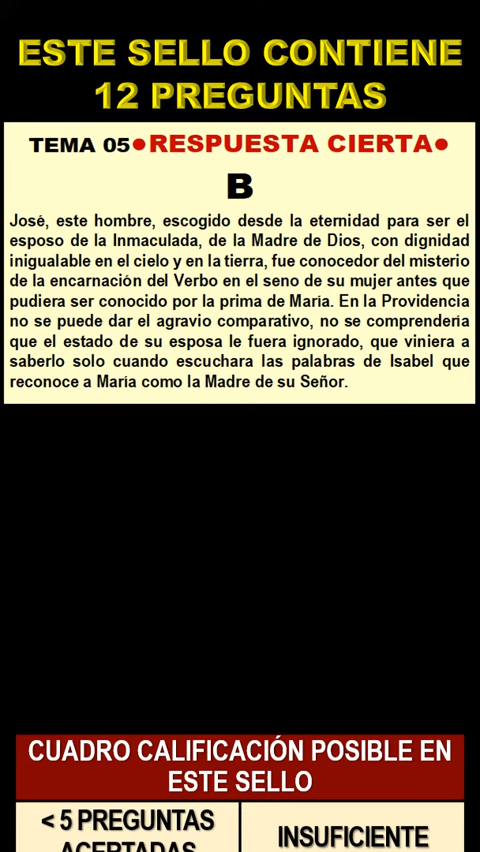 ESTE SELLO CONTIENE
12 PREGUNTAS
TEMA 05●RESPUESTA CIERTA●
B
José, este hombre, escogido desde la eternidad para ser el
esposo de la Inmaculada, de la Madre de Dios, con dignidad
inigualable en el cielo y en la tierra, fue conocedor del misterio
de la encarnación del Verbo en el seno de su mujer antes que
pudiera ser conocido por la prima de María. En la Providencia
no se puede dar el agravio comparativo, no se comprendería
que el estado de su esposa le fuera ignorado, que viniera a
saberlo solo cuando escuchara las palabras de Isabel que
reconoce a María como la Madre de su Señor.
CUADRO CALIFICACIÓN POSIBLE EN
ESTE SELLO
< 5 PREGUNTAS
ACERTADAS
INSUFICIENTE